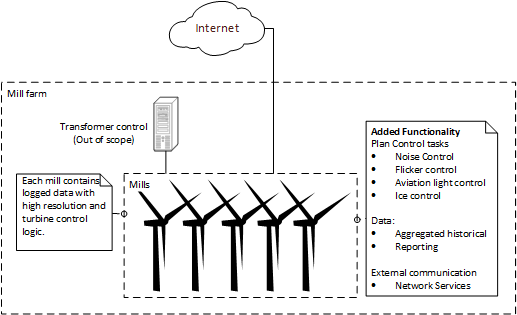 Internet
Mill farm
Transformer control
(Out of scope)
Each mill contains
logged data with
high resolution and
turbine control
logic.
Mills
Added Functionality
Plan Control tasks
• Noise Control
• Flicker control
• Aviation light control
• Ice control
Data:
• Aggregated historical
• Reporting
External communication
• Network Services